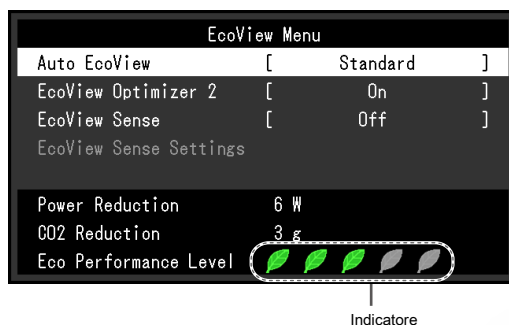 EcoView Menu
Auto EcoView [ Standard ]
EcoView Optimizer 2 [ On ]
EcoView Sense [ Off ]
EcoView Sense Settings
Power Reduction 6 W
CO2 Reduction 3 g
Eco Performance Level
Indicatore